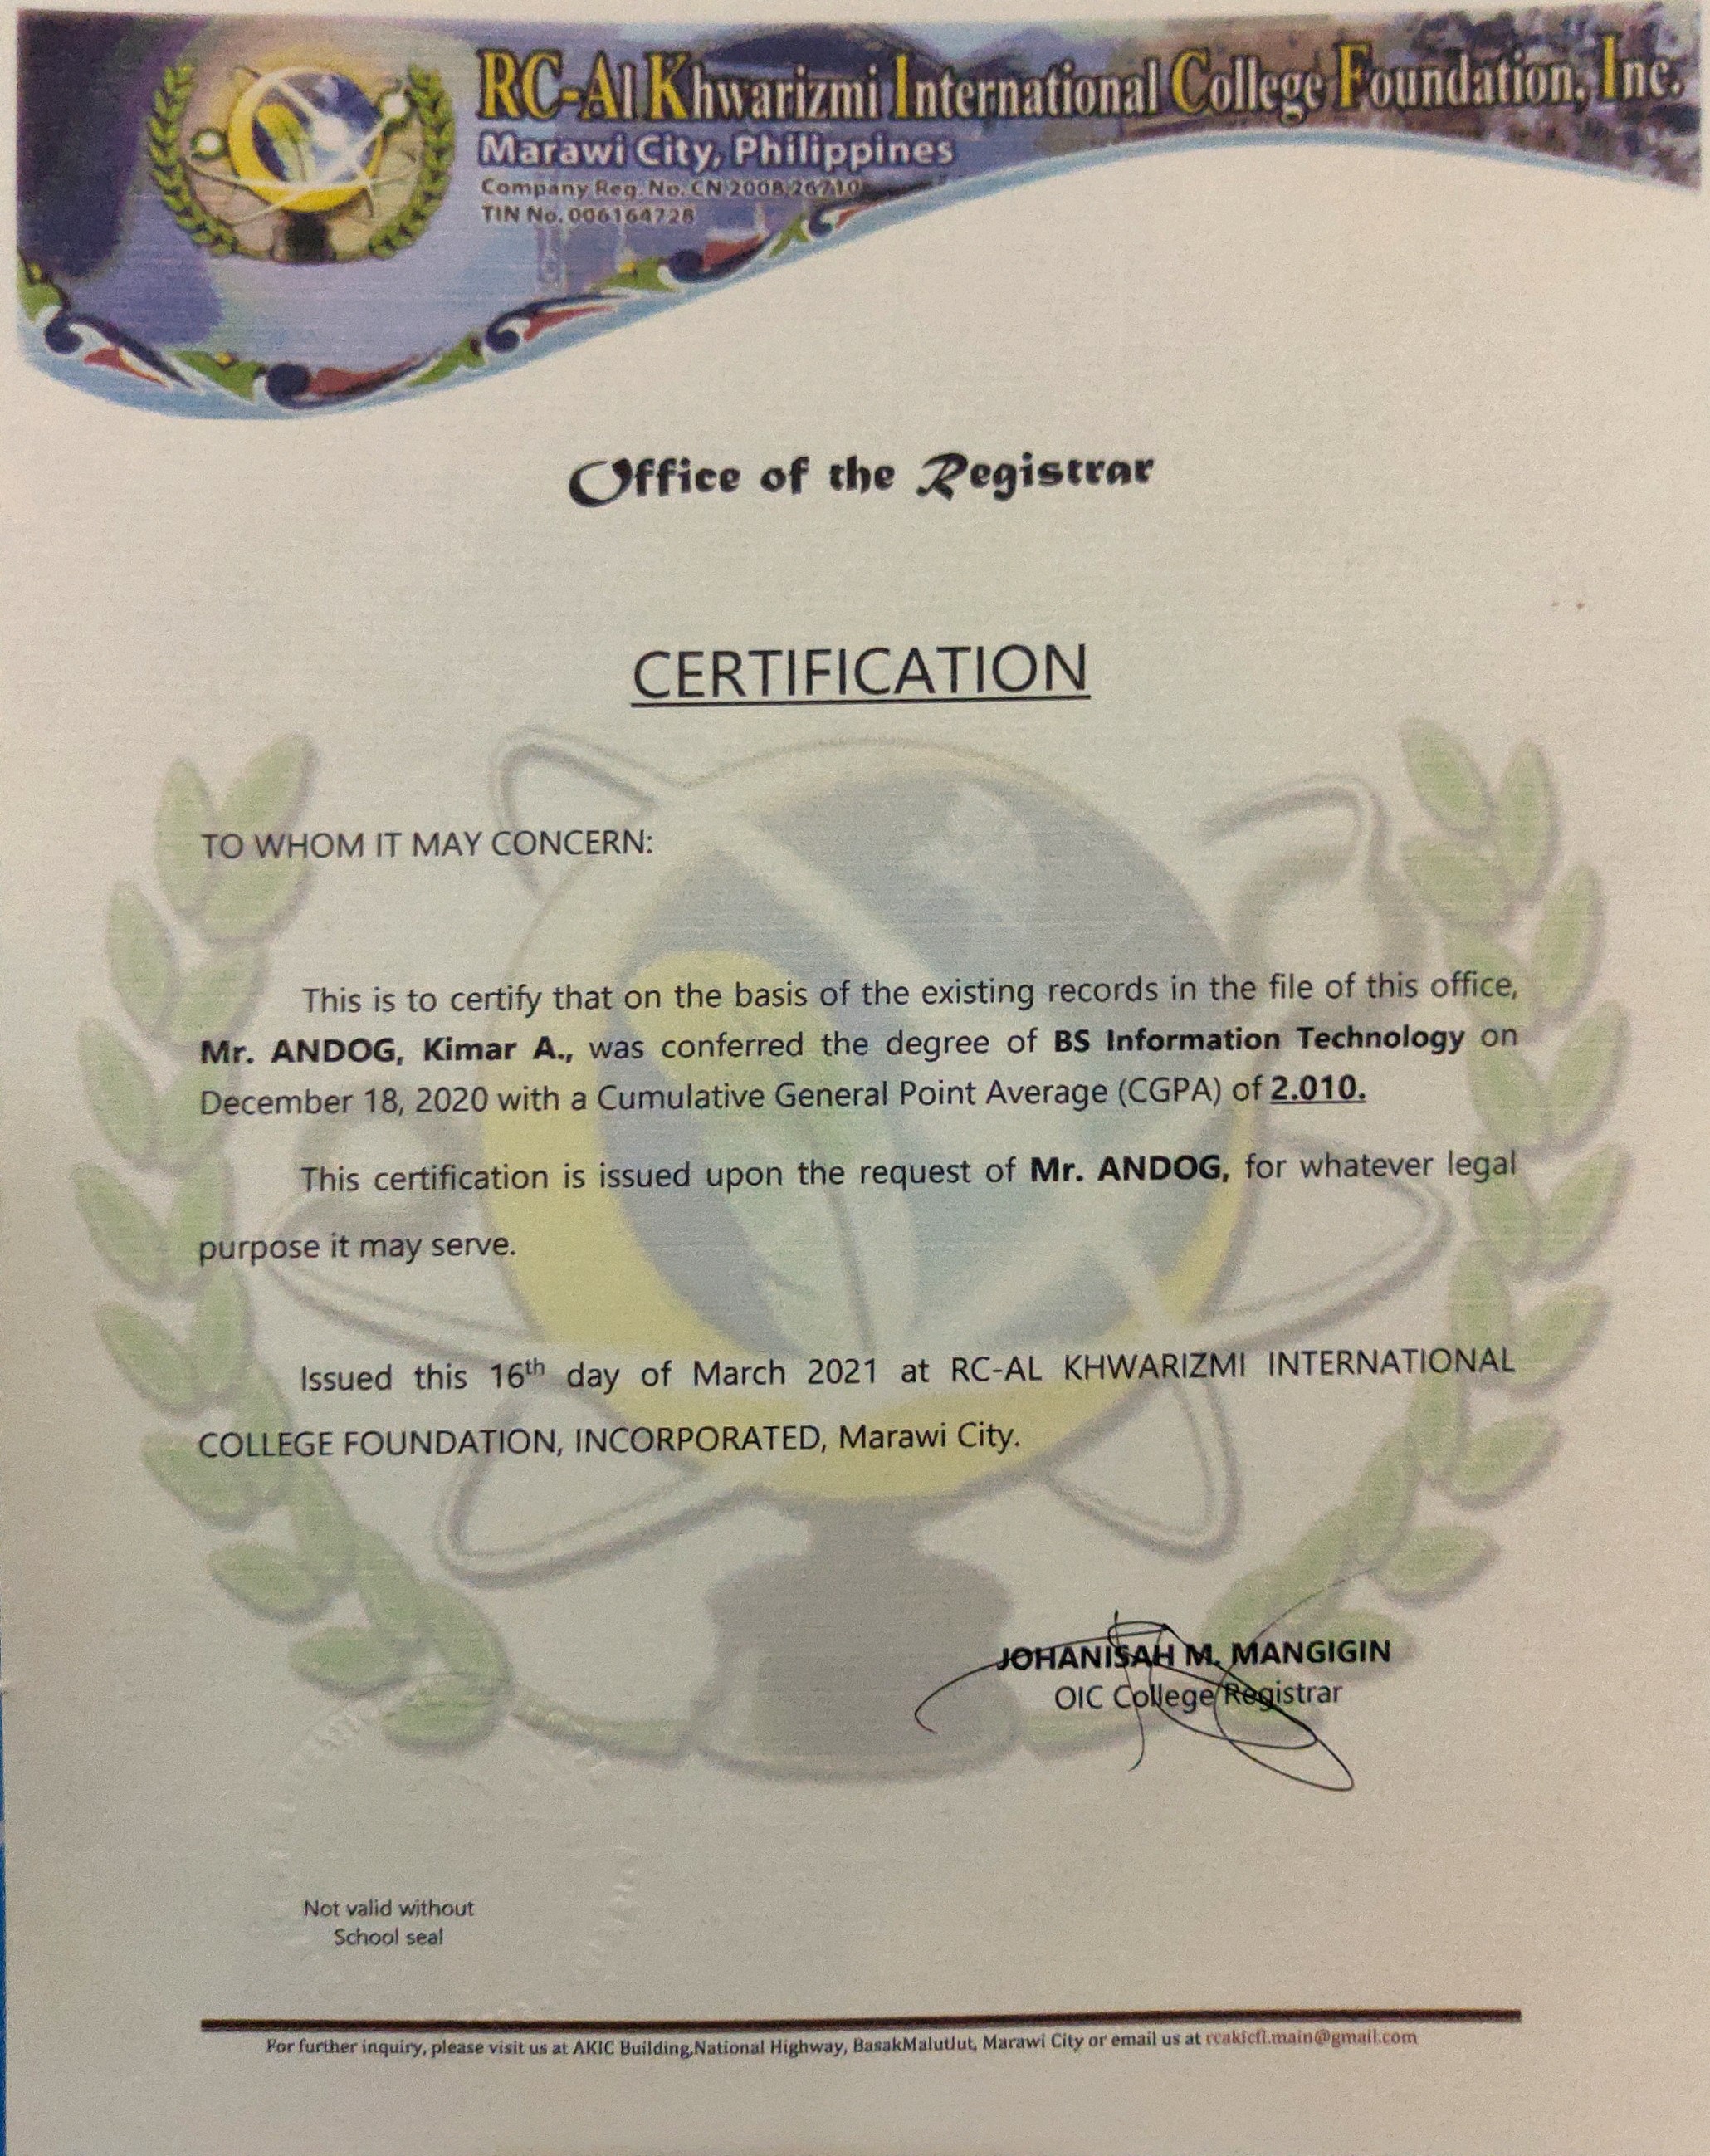 RC-Al Khwarizmi International College Foundation, Inc.
Marawi City, Philippines
Company Reg. No. CN 200826710
TIN No. 006164728
Office of the Registrar
CERTIFICATION
TO WHOM IT MAY CONCERN:
This is to certify that on the basis of the existing records in the file of this office,
Mr. ANDOG, Kimar A., was conferred the degree of BS Information Technology on
December 18, 2020 with a Cumulative General Point Average (CGPA) of 2.010.
This certification is issued upon the request of Mr. ANDOG, for whatever legal
purpose it may serve.
Issued this 16th day of March 2021 at RC-AL KHWARIZMI INTERNATIONAL
COLLEGE FOUNDATION, INCORPORATED, Marawi City.
JOHANISAH M. MANGIGIN
OIC College Registrar
Not valid without
School seal
For further inquiry, please visit us at AKIC Building,National Highway, BasakMalutlut, Marawi City or email us at rcakicfi.main@gmail.com